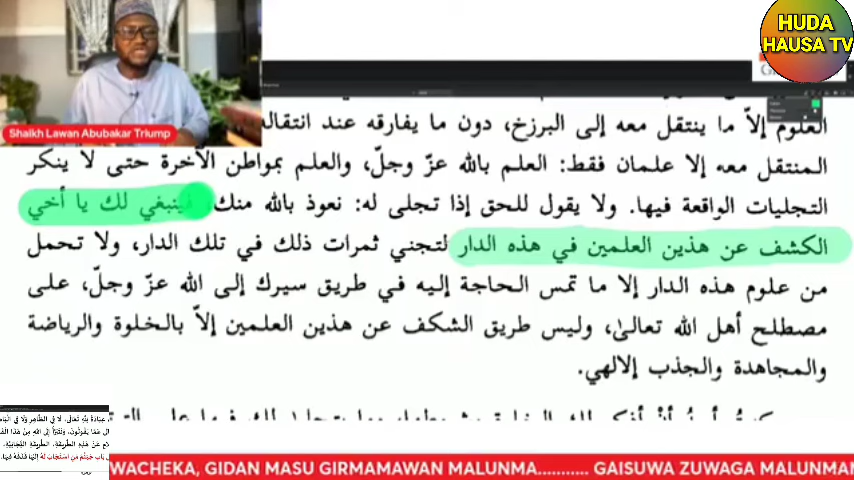 HUDA
HAUSA TV
Shaikh Lawan Abubakar Triump
العلوم إلاّ ما ينتقل معه إلى البرزخ، دون ما يفارقه عند انتقاله
المنتقل معه إلا علمان فقط: العلم بالله عزّ وجلّ، والعلم بمواطن الآخرة حتى لا ينكر
التجليات الواقعة فيها. ولا يقول للحق إذا تجلى له: نعوذ بالله منك فينبغي لك يا أخي
الكشف عن هذين العلمين في هذه الدار لتجني ثمرات ذلك في تلك الدار، ولا تحمل
من علوم هذه الدار إلا ما تمس الحاجة إليه في طريق سيرك إلى الله عزّ وجلّ، على
مصطلح أهل الله تعالىٰ، وليس طريق الشكف عن هذين العلمين إلاّ بالخلوة والرياضة
والمجاهدة والجذب إلالهي.
WACHEKA, GIDAN MASU GIRMAMAWAN MALUNMA........... GAISUWA ZUWAGA MALUNMAN